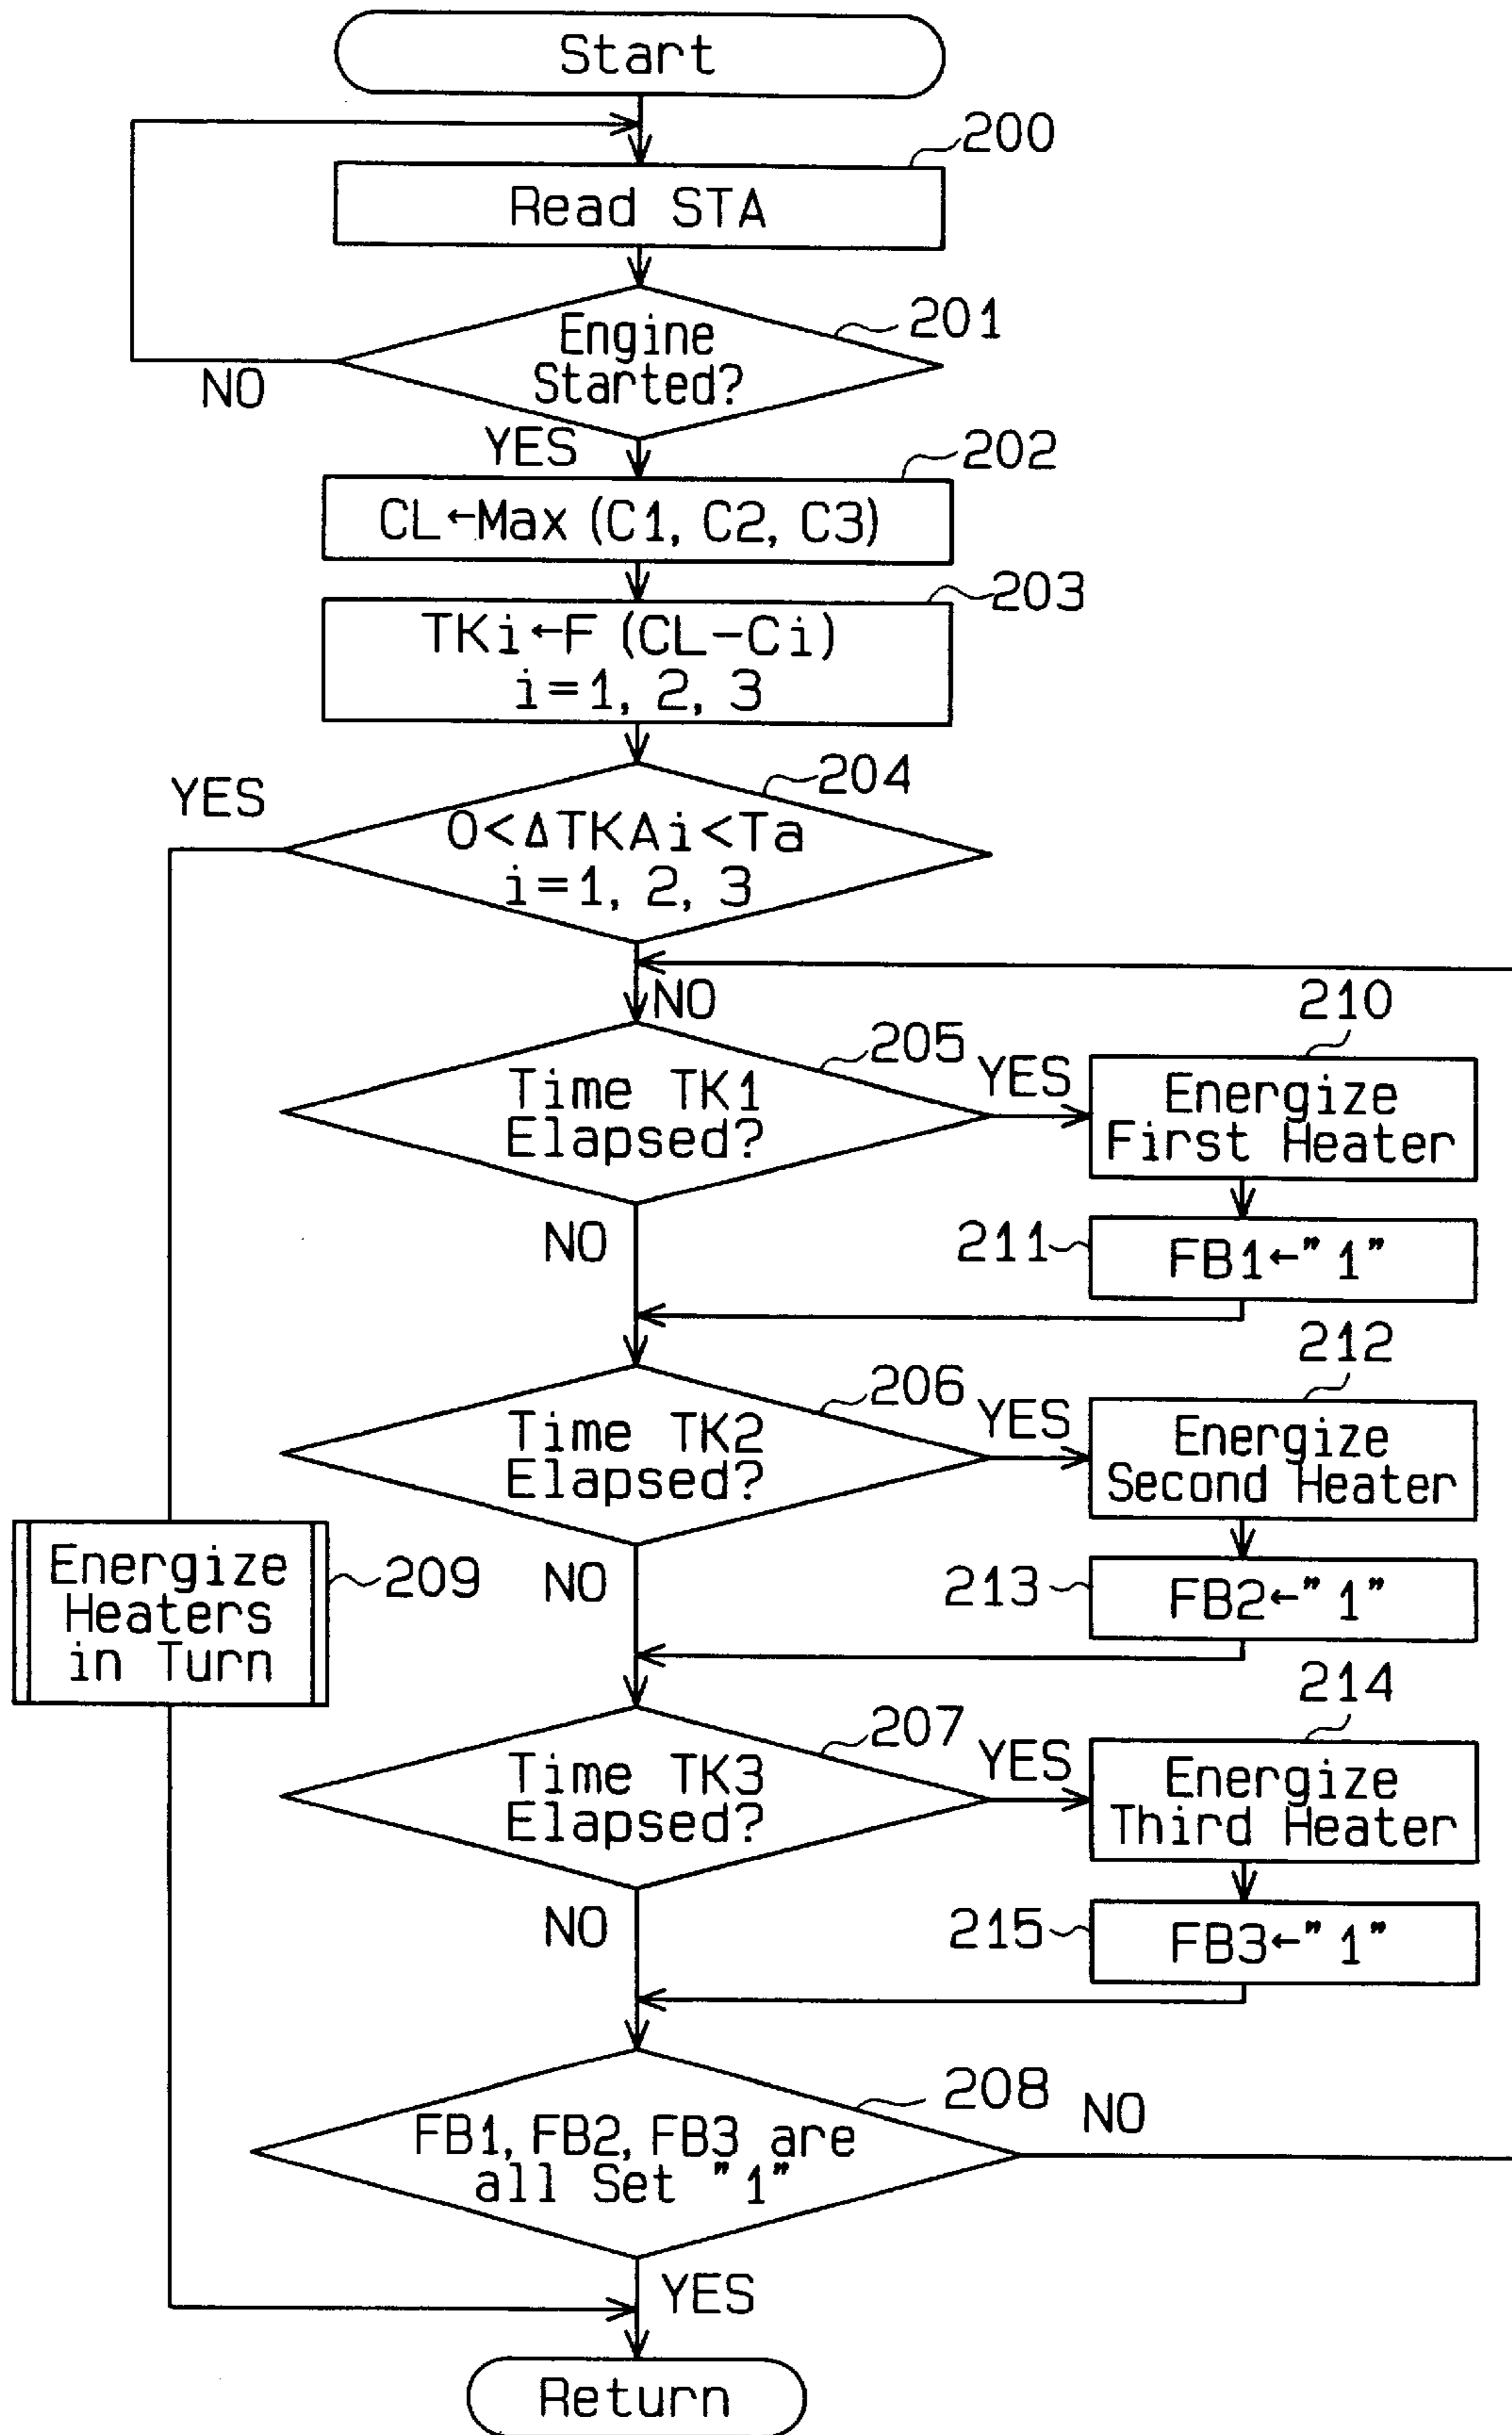 Start
200
Read STA
201
Engine
Started?
NO
YES
202
CL←Max (C1, C2, C3)
203
TKi←F (CL-Ci)
i=1, 2, 3
204
YES
0<ΔTKAi<Ta
i=1, 2, 3
NO
205
Time TK1
Elapsed?
YES
210
Energize
First Heater
NO
211
FB1←"1"
206
Time TK2
Elapsed?
YES
212
Energize
Second Heater
NO
213
FB2←"1"
Energize
Heaters
in Turn
209
207
Time TK3
Elapsed?
YES
214
Energize
Third Heater
NO
215
FB3←"1"
208
FB1, FB2, FB3 are
all Set "1"
NO
YES
Return